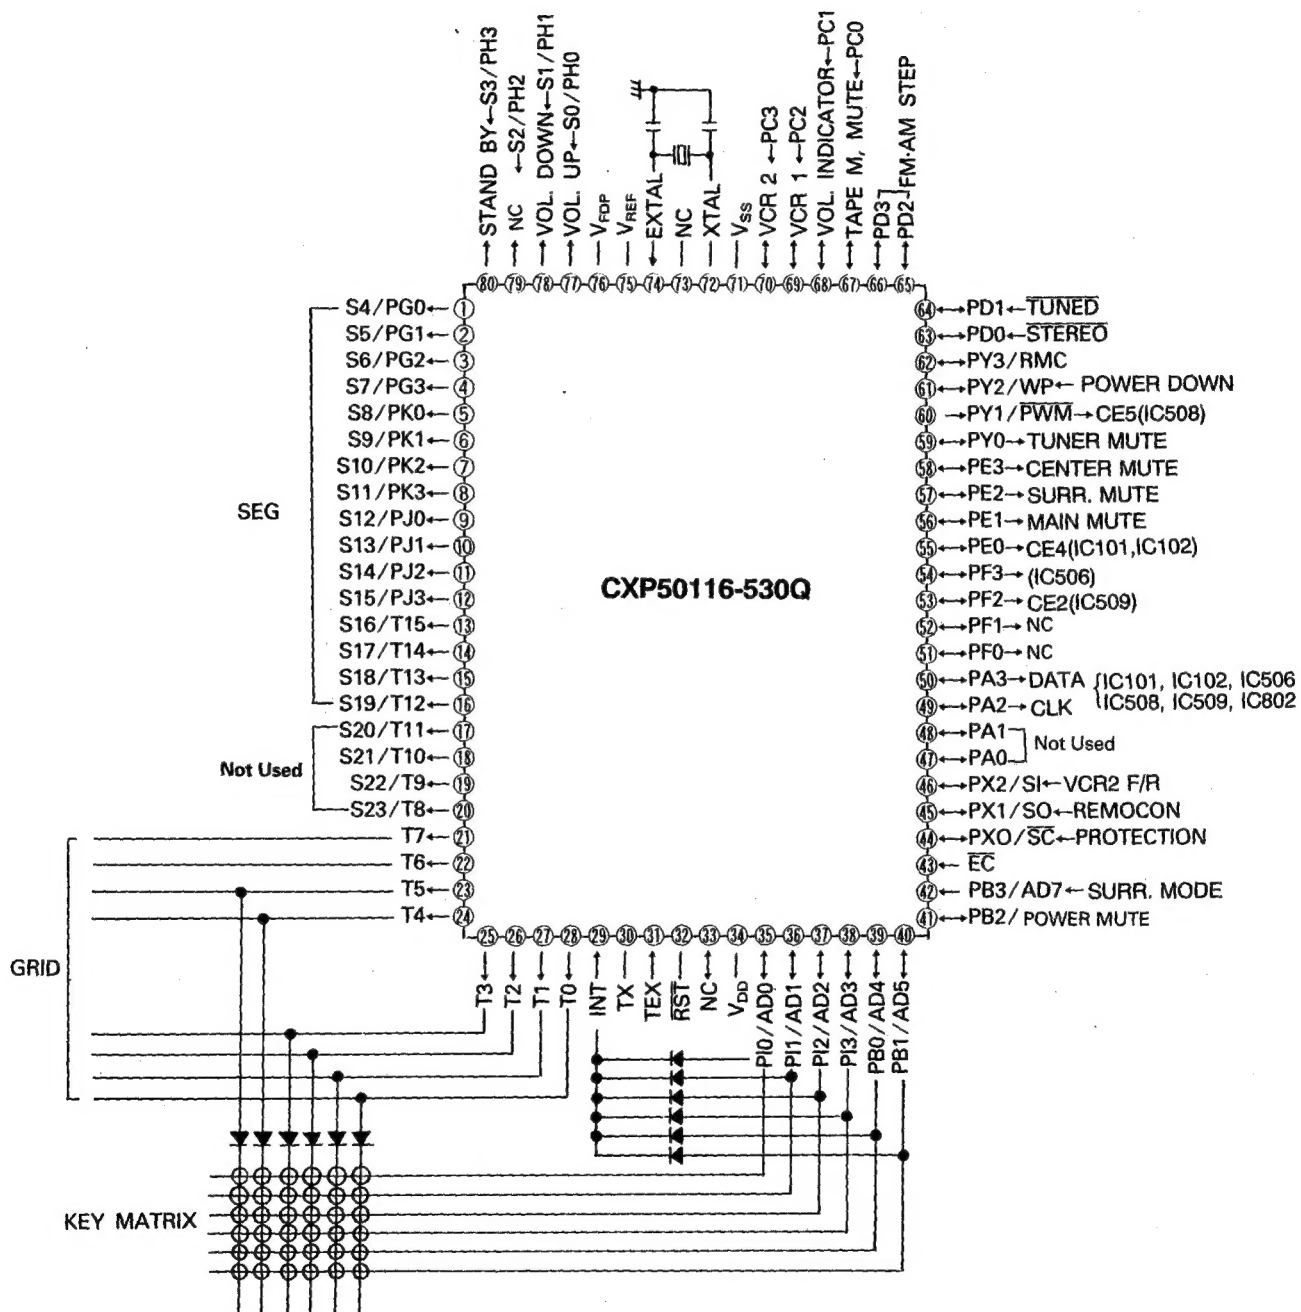 STAND BY←S3/PH3
NC ←S2/PH2
VOL. DOWN←S1/PH1
VOL. UP←S0/PH0
VFDP
VREF
EXTAL
NC
XTAL
VSS
VCR 2 ←PC3
VCR 1 ←PC2
VOL. INDICATOR←PC1
TAPE M, MUTE←PC0
PD3
PD2
FM·AM STEP
80 79 78 77 76 75 74 73 72 71 70 69 68 67 66 65
SEG
S4/PG0← 1
S5/PG1← 2
S6/PG2← 3
S7/PG3← 4
S8/PK0← 5
S9/PK1← 6
S10/PK2← 7
S11/PK3← 8
S12/PJ0← 9
S13/PJ1← 10
S14/PJ2← 11
S15/PJ3← 12
S16/T15← 13
S17/T14← 14
S18/T13← 15
S19/T12← 16
Not Used
S20/T11← 17
S21/T10← 18
S22/T9← 19
S23/T8← 20
T7← 21
T6← 22
T5← 23
T4← 24
GRID
CXP50116-530Q
64 ↔PD1←TUNED
63 ↔PD0←STEREO
62 ↔PY3/RMC
61 ↔PY2/WP← POWER DOWN
60 →PY1/PWM→CE5(IC508)
59 ↔PY0→TUNER MUTE
58 ↔PE3→CENTER MUTE
57 ↔PE2→SURR. MUTE
56 ↔PE1→MAIN MUTE
55 ↔PE0→CE4(IC101,IC102)
54 ↔PF3→(IC506)
53 ↔PF2→CE2(IC509)
52 ↔PF1→NC
51 ↔PF0→NC
50 ↔PA3→DATA
49 ↔PA2→CLK
IC101, IC102, IC506
IC508, IC509, IC802
48 ↔PA1
47 ↔PA0
Not Used
46 ↔PX2/SI←VCR2 F/R
45 ↔PX1/SO←REMOCON
44 ↔PXO/SC←PROTECTION
43 ← EC
42 ← PB3/AD7← SURR. MODE
41 ↔PB2/ POWER MUTE
25 26 27 28 29 30 31 32 33 34 35 36 37 38 39 40
T3
T2
T1
T0
INT
TX
TEX
RST
NC
VDD
PI0/AD0
PI1/AD1
PI2/AD2
PI3/AD3
PB0/AD4
PB1/AD5
KEY MATRIX